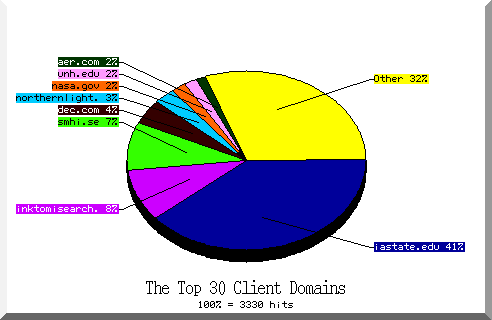 aer.com 2%
unh.edu 2%
nasa.gov 2%
northernlight. 3%
dec.com 4%
smhi.se 7%
inktomisearch. 8%
Other 32%
iastate.edu 41%
The Top 30 Client Domains
100% = 3330 hits